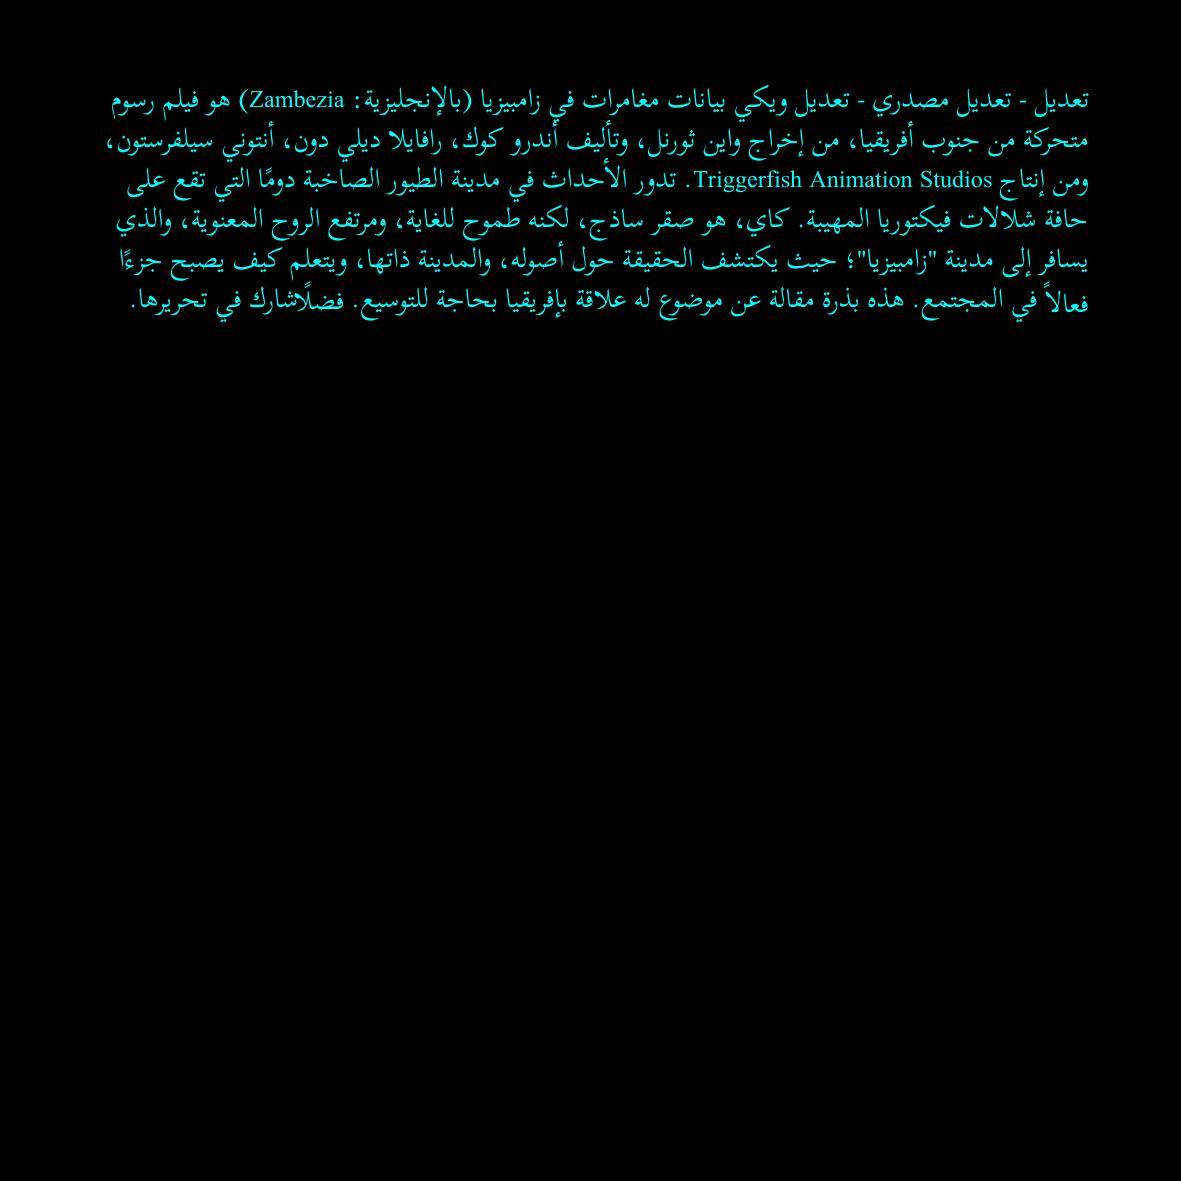 تعديل - تعديل مصدري - تعديل ويكي بيانات مغامرات في زامبيزيا (بالإنجليزية: Zambezia) هو فيلم رسوم
متحركة من جنوب أفريقيا، من إخراج واين ثورنل، وتأليف أندرو كوك، رافايلا ديلي دون، أنتوني سيلفرستون،
ومن إنتاج Triggerfish Animation Studios. تدور الأحداث في مدينة الطيور الصاخبة دومًا التي تقع على
حافة شلالات فيكتوريا المهيبة. كاي، هو صقر ساذج، لكنه طموح للغاية، ومرتفع الروح المعنوية، والذي
يسافر إلى مدينة "زامبيزيا"؛ حيث يكتشف الحقيقة حول أصوله، والمدينة ذاتها، ويتعلم كيف يصبح جزءًا
فعالاً في المجتمع. هذه بذرة مقالة عن موضوع له علاقة بإفريقيا بحاجة للتوسيع. فضلًاشارك في تحريرها.